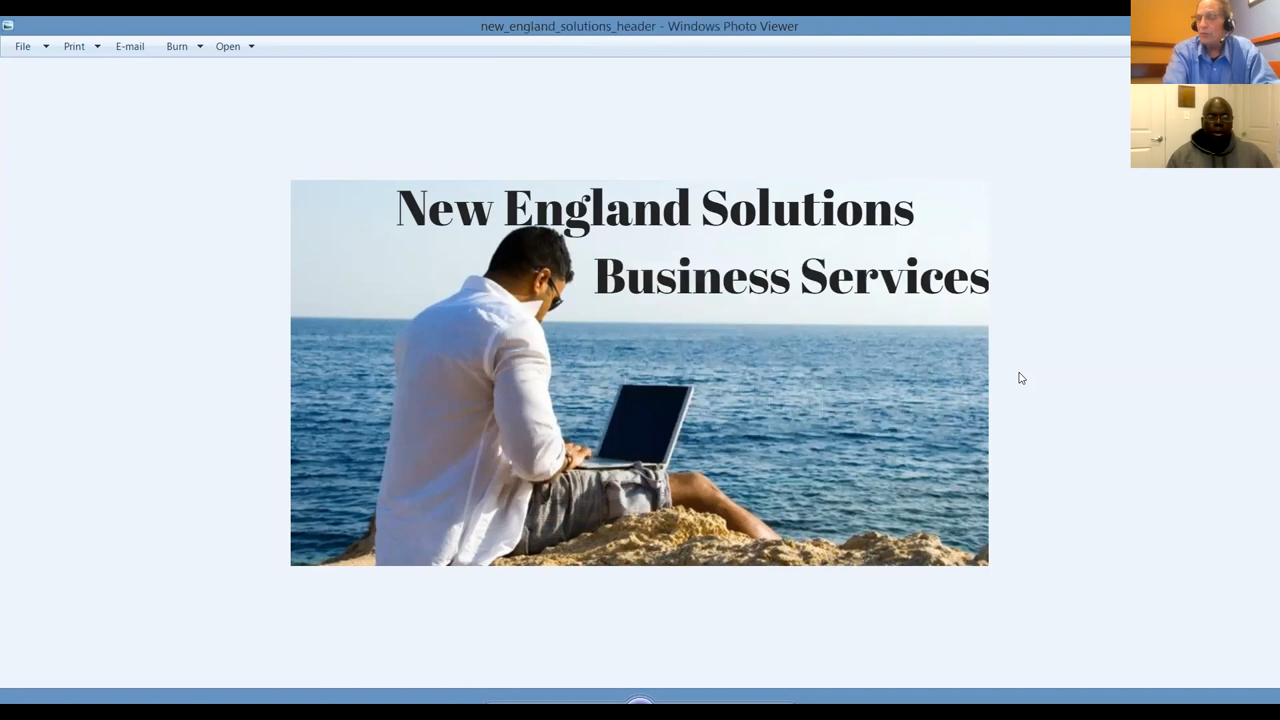 new_england_solutions_header - Windows Photo Viewer
File Print E-mail Burn Open
New England Solutions
Business Services